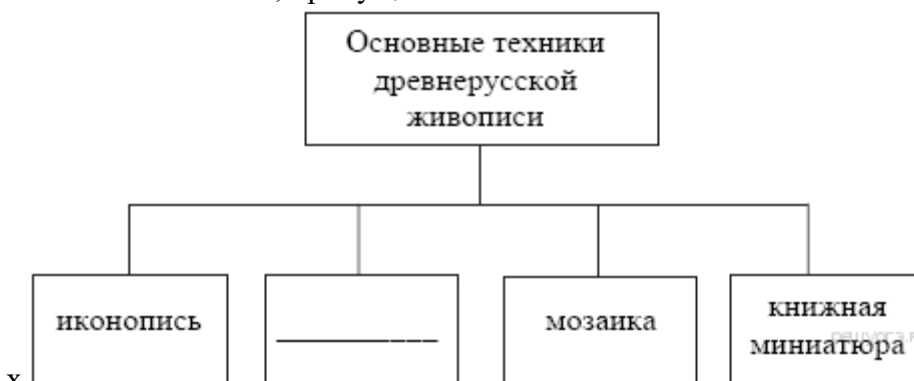 Основные техники
древнерусской
живописи
иконопись
мозаика
книжная
миниатюра
х